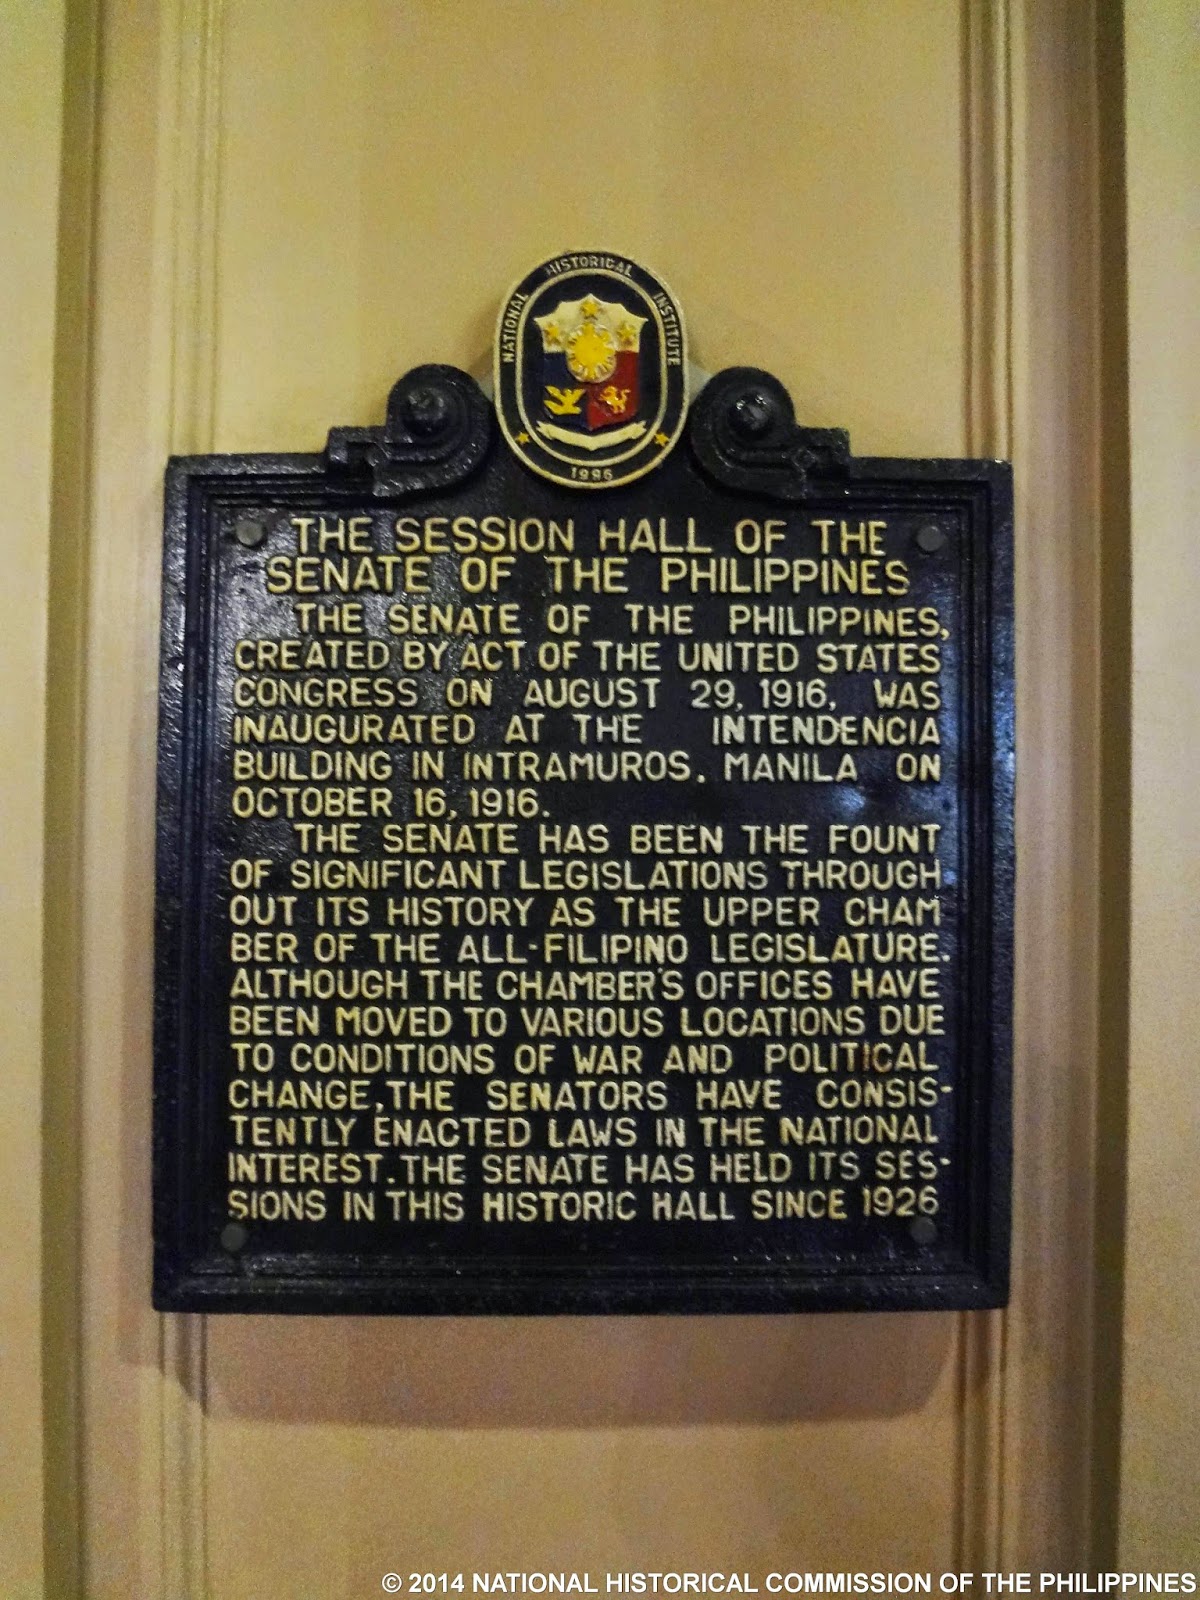 NATIONAL HISTORICAL INSTITUTE
1996
THE SESSION HALL OF THE
SENATE OF THE PHILIPPINES
THE SENATE OF THE PHILIPPINES,
CREATED BY ACT OF THE UNITED STATES
CONGRESS ON AUGUST 29, 1916, WAS
INAUGURATED AT THE INTENDENCIA
BUILDING IN INTRAMUROS, MANILA ON
OCTOBER 16, 1916.
THE SENATE HAS BEEN THE FOUNT
OF SIGNIFICANT LEGISLATIONS THROUGH
OUT ITS HISTORY AS THE UPPER CHAM
BER OF THE ALL-FILIPINO LEGISLATURE.
ALTHOUGH THE CHAMBER'S OFFICES HAVE
BEEN MOVED TO VARIOUS LOCATIONS DUE
TO CONDITIONS OF WAR AND POLITICAL
CHANGE, THE SENATORS HAVE CONSIS-
TENTLY ENACTED LAWS IN THE NATIONAL
INTEREST. THE SENATE HAS HELD ITS SES-
SIONS IN THIS HISTORIC HALL SINCE 1926
© 2014 NATIONAL HISTORICAL COMMISSION OF THE PHILIPPINES